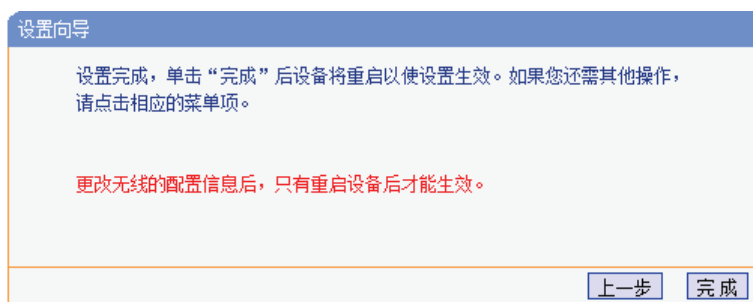 设置向导
设置完成，单击“完成”后设备将重启以使设置生效。如果您还需其他操作，
请点击相应的菜单项。
更改无线的配置信息后，只有重启设备后才能生效。
上一步
完成